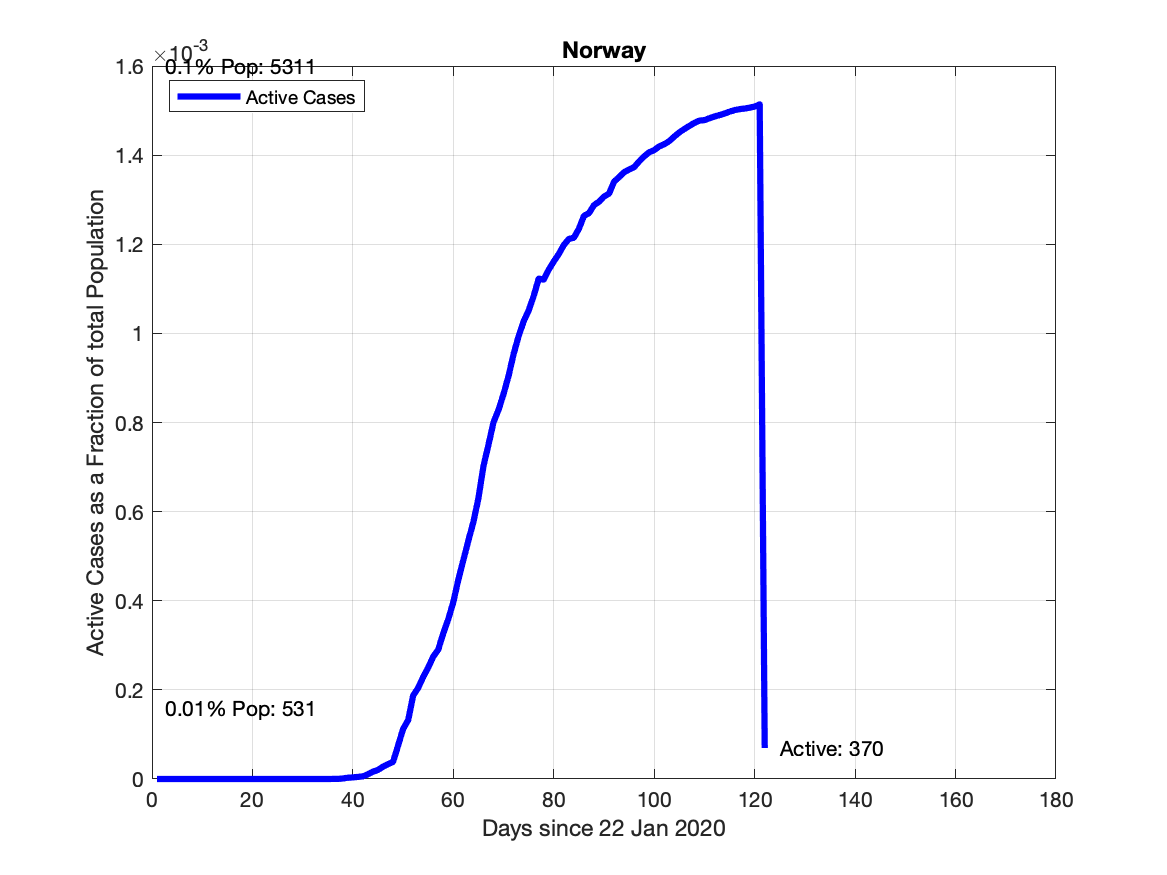 Norway
×10-3
0.1% Pop: 5311
Active Cases
1.6
1.4
1.2
1
0.8
0.6
0.4
0.2
0
Active Cases as a Fraction of total Population
0.01% Pop: 531
Active: 370
0 20 40 60 80 100 120 140 160 180
Days since 22 Jan 2020